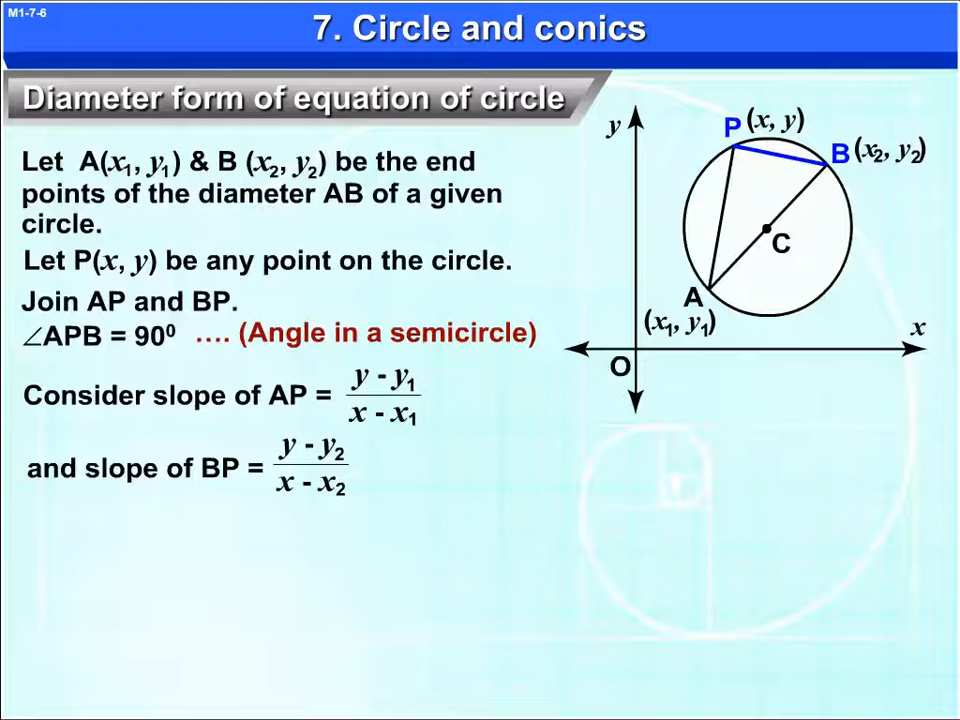 M1-7-6
7. Circle and conics
Diameter form of equation of circle
Let A(x₁, y₁) & B (x₂, y₂) be the end
points of the diameter AB of a given
circle.
Let P(x, y) be any point on the circle.
Join AP and BP.
∠APB = 90⁰ …. (Angle in a semicircle)
Consider slope of AP = y - y₁ / x - x₁
and slope of BP = y - y₂ / x - x₂
y
P (x, y)
B (x₂, y₂)
C
A
(x₁, y₁)
x
O